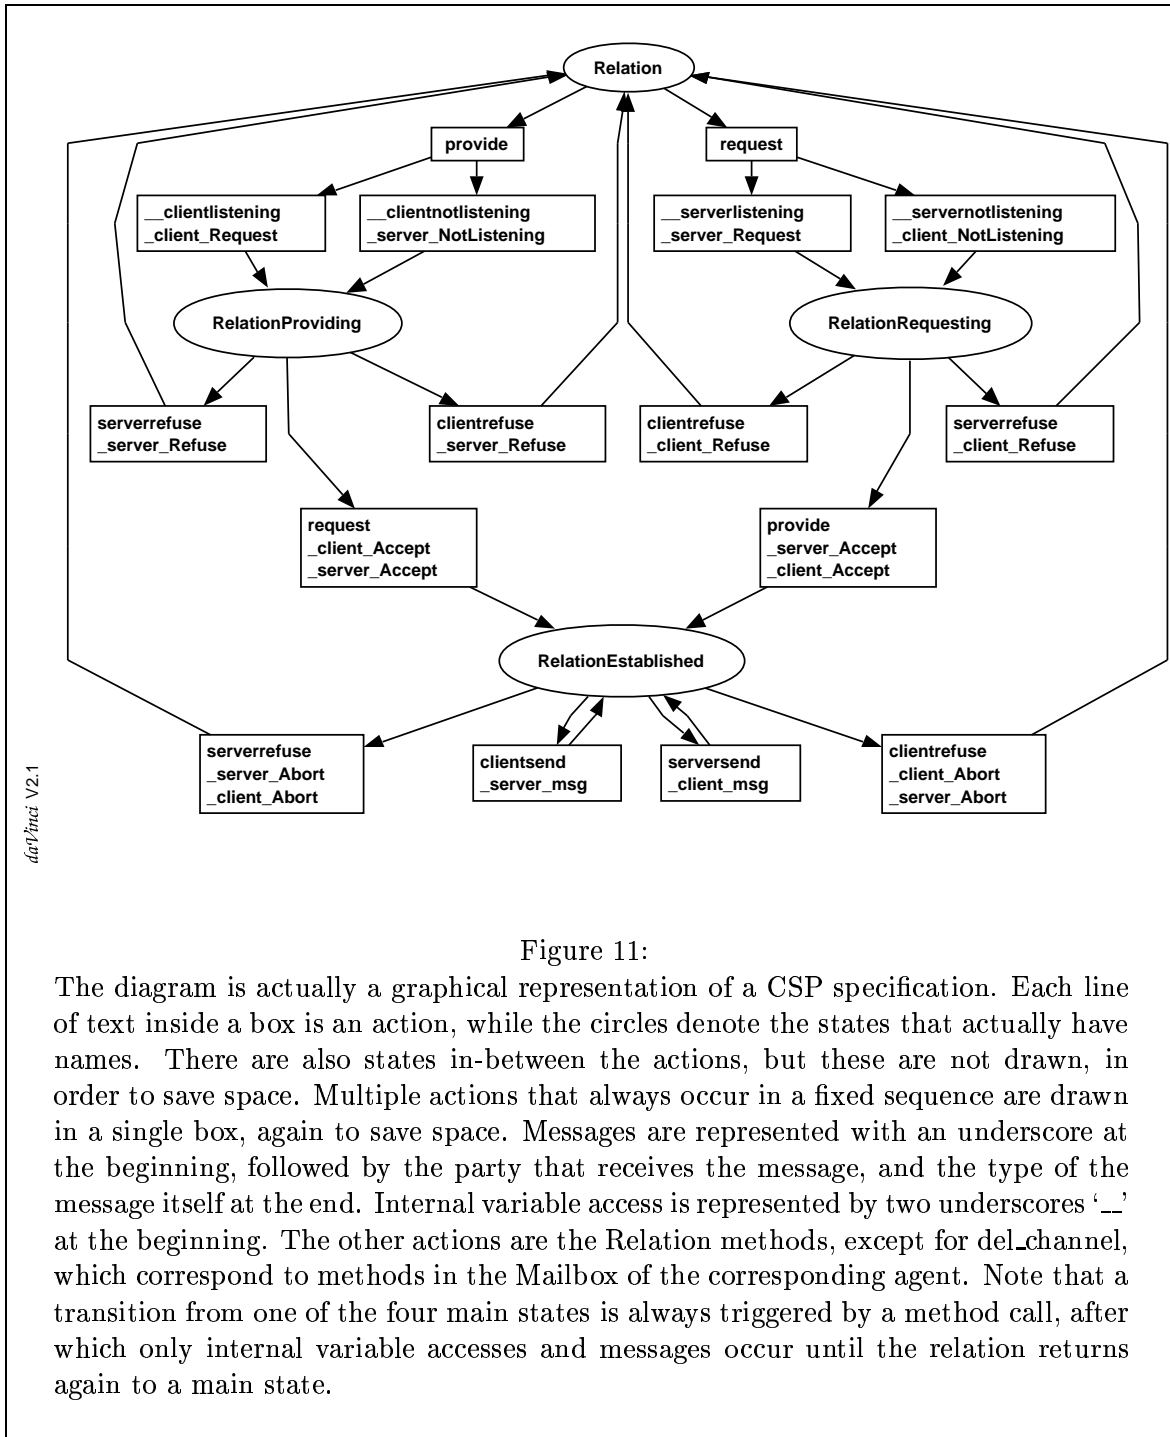 Relation
provide
request
__clientlistening
_client_Request
__clientnotlistening
_server_NotListening
__serverlistening
_server_Request
__servernotlistening
_client_NotListening
RelationProviding
RelationRequesting
serverrefuse
_server_Refuse
clientrefuse
_server_Refuse
clientrefuse
_client_Refuse
serverrefuse
_client_Refuse
request
_client_Accept
_server_Accept
provide
_server_Accept
_client_Accept
RelationEstablished
serverrefuse
_server_Abort
_client_Abort
clientsend
_server_msg
serversend
_client_msg
clientrefuse
_client_Abort
_server_Abort
daVinci V2.1
Figure 11:
The diagram is actually a graphical representation of a CSP specification. Each line
of text inside a box is an action, while the circles denote the states that actually have
names. There are also states in-between the actions, but these are not drawn, in
order to save space. Multiple actions that always occur in a fixed sequence are drawn
in a single box, again to save space. Messages are represented with an underscore at
the beginning, followed by the party that receives the message, and the type of the
message itself at the end. Internal variable access is represented by two underscores ‘__’
at the beginning. The other actions are the Relation methods, except for del_channel,
which correspond to methods in the Mailbox of the corresponding agent. Note that a
transition from one of the four main states is always triggered by a method call, after
which only internal variable accesses and messages occur until the relation returns
again to a main state.